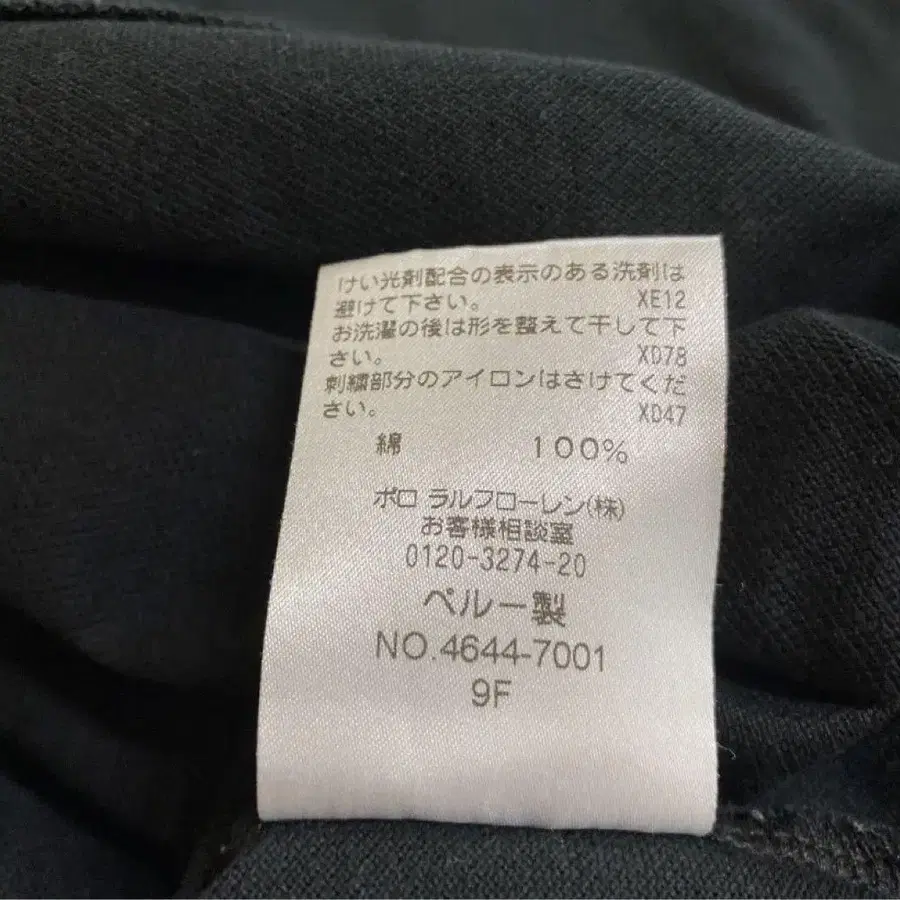 けい光剤配合の表示のある洗剤は
避けて下さい。 XE12
お洗濯の後は形を整えて干して下
さい。 XD78
刺繍部分のアイロンはさけてくだ
さい。 XD47
綿 100%
ポロ ラルフローレン(株)
お客様相談室
0120-3274-20
ペルー製
NO.4644-7001
9F